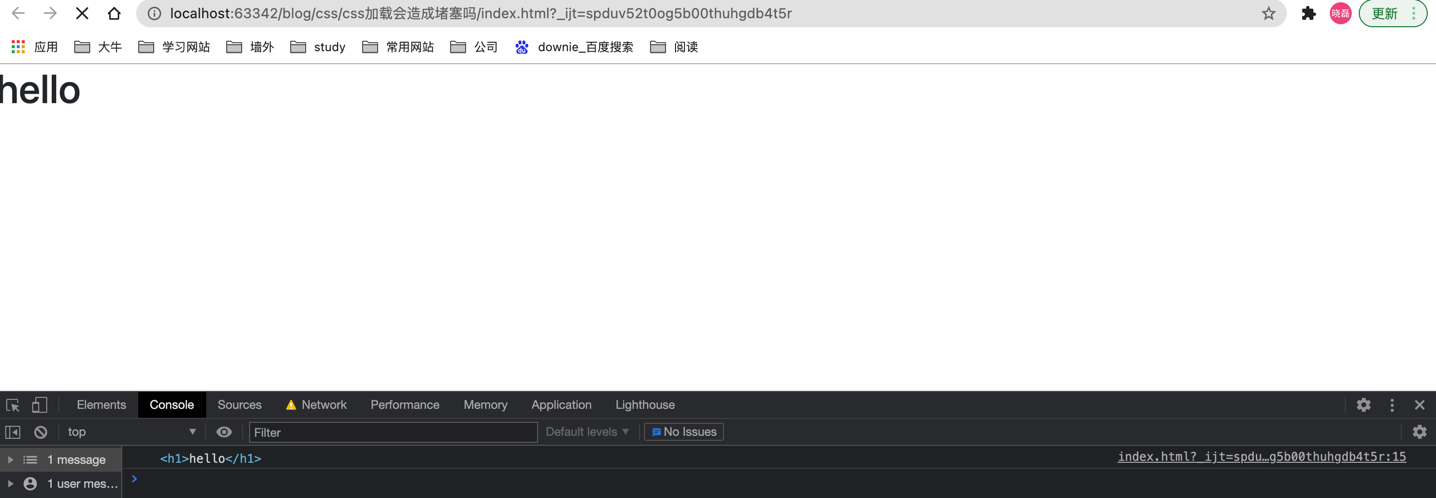 localhost:63342/blog/css/css加载会造成堵塞吗/index.html?_ijt=spduv52t0og5b00thuhgdb4t5r 晓磊 更新
应用 大牛 学习网站 墙外 study 常用网站 公司 downie_百度搜索 阅读
hello
Elements Console Sources Network Performance Memory Application Lighthouse
top Filter Default levels No Issues
1 message <h1>hello</h1> index.html?_ijt=spdu…g5b00thuhgdb4t5r:15
1 user mes…